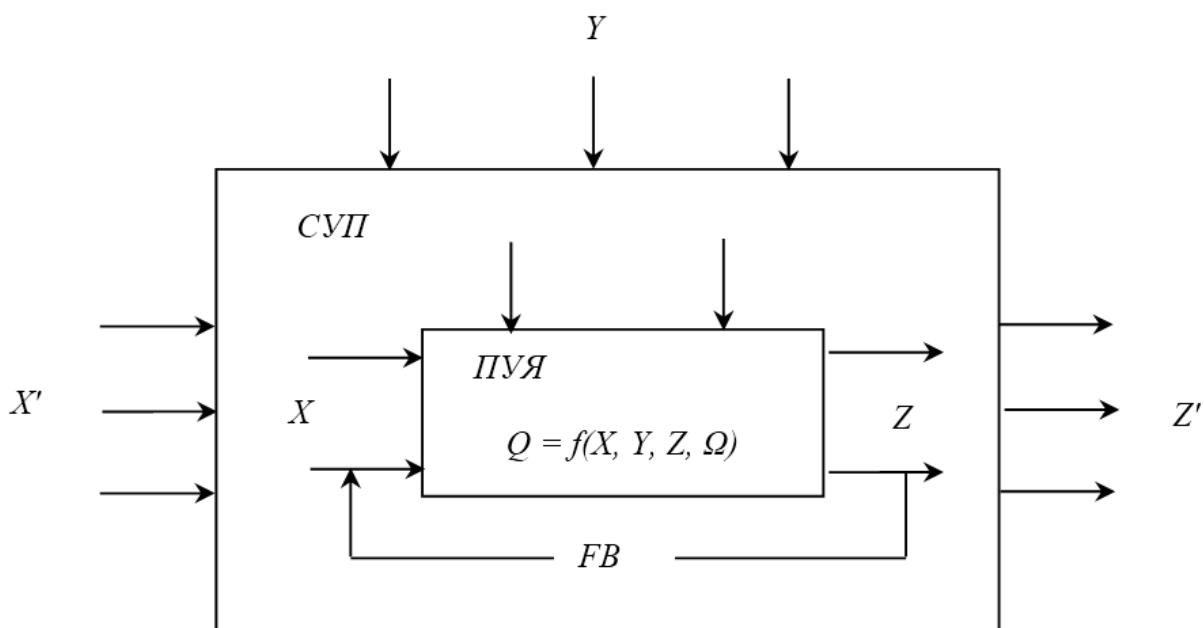 Y
СУП
ПУЯ
X'
X
Z
Z'
Q = f(X, Y, Z, Ω)
FB